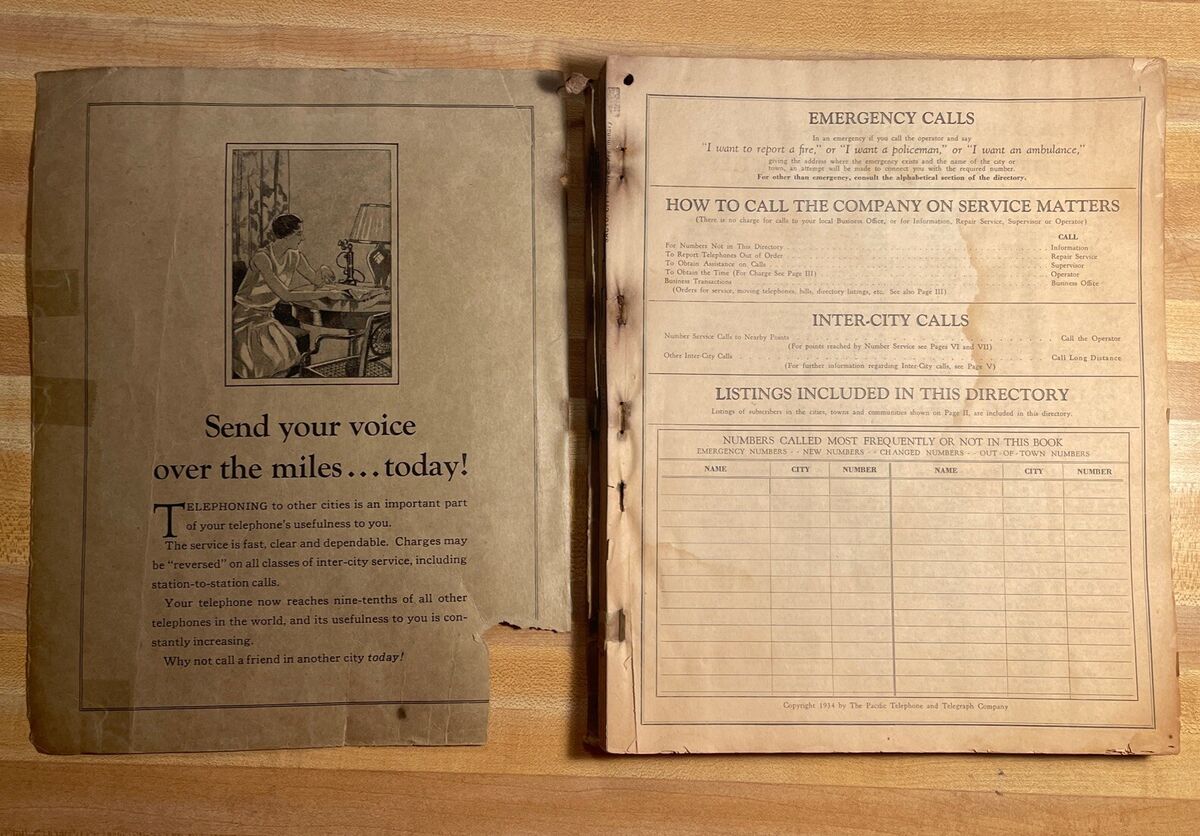 Send your voice
over the miles...today!
TELEPHONING to other cities is an important part
of your telephone's usefulness to you.
The service is fast, clear and dependable. Charges may
be "reversed" on all classes of inter-city service, including
station-to-station calls.
Your telephone now reaches nine-tenths of all other
telephones in the world, and its usefulness to you is con-
stantly increasing.
Why not call a friend in another city today!
1
EMERGENCY CALLS
In an emergency if you call the operator and say
"I want to report a fire," or "I want a policeman," or "I want an ambulance,"
giving the address where the emergency exists and the name of the city or
town, an attempt will be made to connect you with the required number.
For other than emergency, consult the alphabetical section of the directory.
HOW TO CALL THE COMPANY ON SERVICE MATTERS
(There is no charge for calls to your local Business Office, or for Information, Repair Service, Supervisor or Operator)
CALL
For Numbers Not in This Directory Information
To Report Telephones Out of Order Repair Service
To Obtain Assistance on Calls Supervisor
To Obtain the Time (For Charge See Page III) Operator
Business Transactions Business Office
(Orders for service, moving telephones, bills, directory listings, etc. See also Page III)
INTER-CITY CALLS
Number Service Calls to Nearby Points Call the Operator
(For points reached by Number Service see Pages VI and VII)
Other Inter-City Calls Call Long Distance
(For further information regarding Inter-City calls, see Page V)
LISTINGS INCLUDED IN THIS DIRECTORY
Listings of subscribers in the cities, towns and communities shown on Page II, are included in this directory.
NUMBERS CALLED MOST FREQUENTLY OR NOT IN THIS BOOK
EMERGENCY NUMBERS - - NEW NUMBERS - - CHANGED NUMBERS - - OUT-OF-TOWN NUMBERS
NAME CITY NUMBER NAME CITY NUMBER
Copyright 1934 by The Pacific Telephone and Telegraph Company